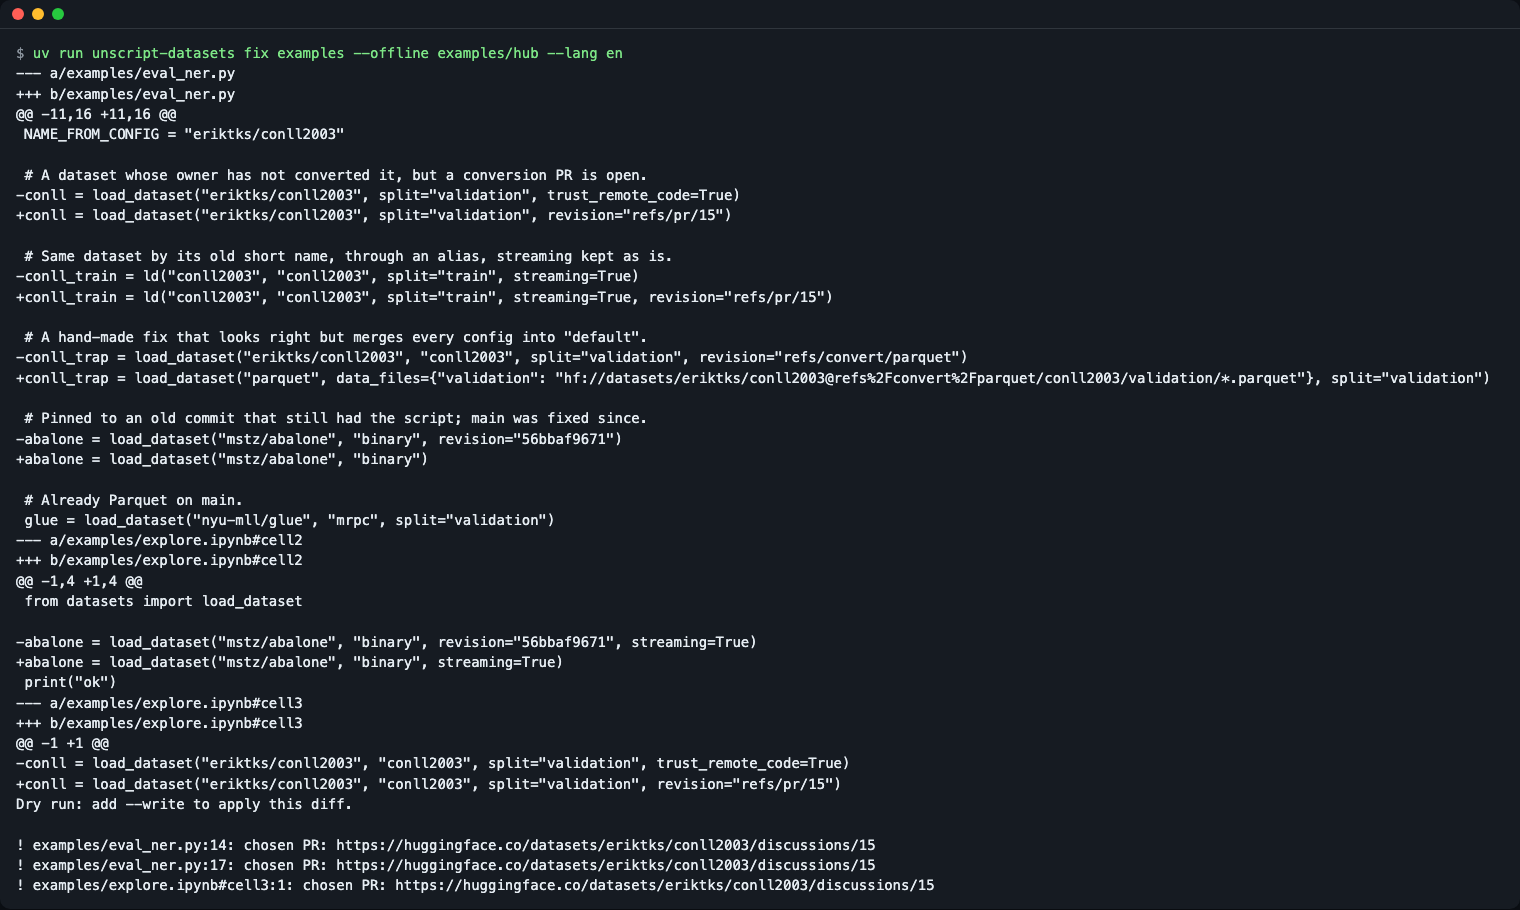 $ uv run unscript-datasets fix examples --offline examples/hub --lang en
--- a/examples/eval_ner.py
+++ b/examples/eval_ner.py
@@ -11,16 +11,16 @@
 NAME_FROM_CONFIG = "eriktks/conll2003"

 # A dataset whose owner has not converted it, but a conversion PR is open.
-conll = load_dataset("eriktks/conll2003", split="validation", trust_remote_code=True)
+conll = load_dataset("eriktks/conll2003", split="validation", revision="refs/pr/15")

 # Same dataset by its old short name, through an alias, streaming kept as is.
-conll_train = ld("conll2003", "conll2003", split="train", streaming=True)
+conll_train = ld("conll2003", "conll2003", split="train", streaming=True, revision="refs/pr/15")

 # A hand-made fix that looks right but merges every config into "default".
-conll_trap = load_dataset("eriktks/conll2003", "conll2003", split="validation", revision="refs/convert/parquet")
+conll_trap = load_dataset("parquet", data_files={"validation": "hf://datasets/eriktks/conll2003@refs%2Fconvert%2Fparquet/conll2003/validation/*.parquet"}, split="validation")

 # Pinned to an old commit that still had the script; main was fixed since.
-abalone = load_dataset("mstz/abalone", "binary", revision="56bbaf9671")
+abalone = load_dataset("mstz/abalone", "binary")

 # Already Parquet on main.
 glue = load_dataset("nyu-mll/glue", "mrpc", split="validation")
--- a/examples/explore.ipynb#cell2
+++ b/examples/explore.ipynb#cell2
@@ -1,4 +1,4 @@
 from datasets import load_dataset

-abalone = load_dataset("mstz/abalone", "binary", revision="56bbaf9671", streaming=True)
+abalone = load_dataset("mstz/abalone", "binary", streaming=True)
 print("ok")
--- a/examples/explore.ipynb#cell3
+++ b/examples/explore.ipynb#cell3
@@ -1 +1 @@
-conll = load_dataset("eriktks/conll2003", "conll2003", split="validation", trust_remote_code=True)
+conll = load_dataset("eriktks/conll2003", "conll2003", split="validation", revision="refs/pr/15")
Dry run: add --write to apply this diff.

! examples/eval_ner.py:14: chosen PR: https://huggingface.co/datasets/eriktks/conll2003/discussions/15
! examples/eval_ner.py:17: chosen PR: https://huggingface.co/datasets/eriktks/conll2003/discussions/15
! examples/explore.ipynb#cell3:1: chosen PR: https://huggingface.co/datasets/eriktks/conll2003/discussions/15